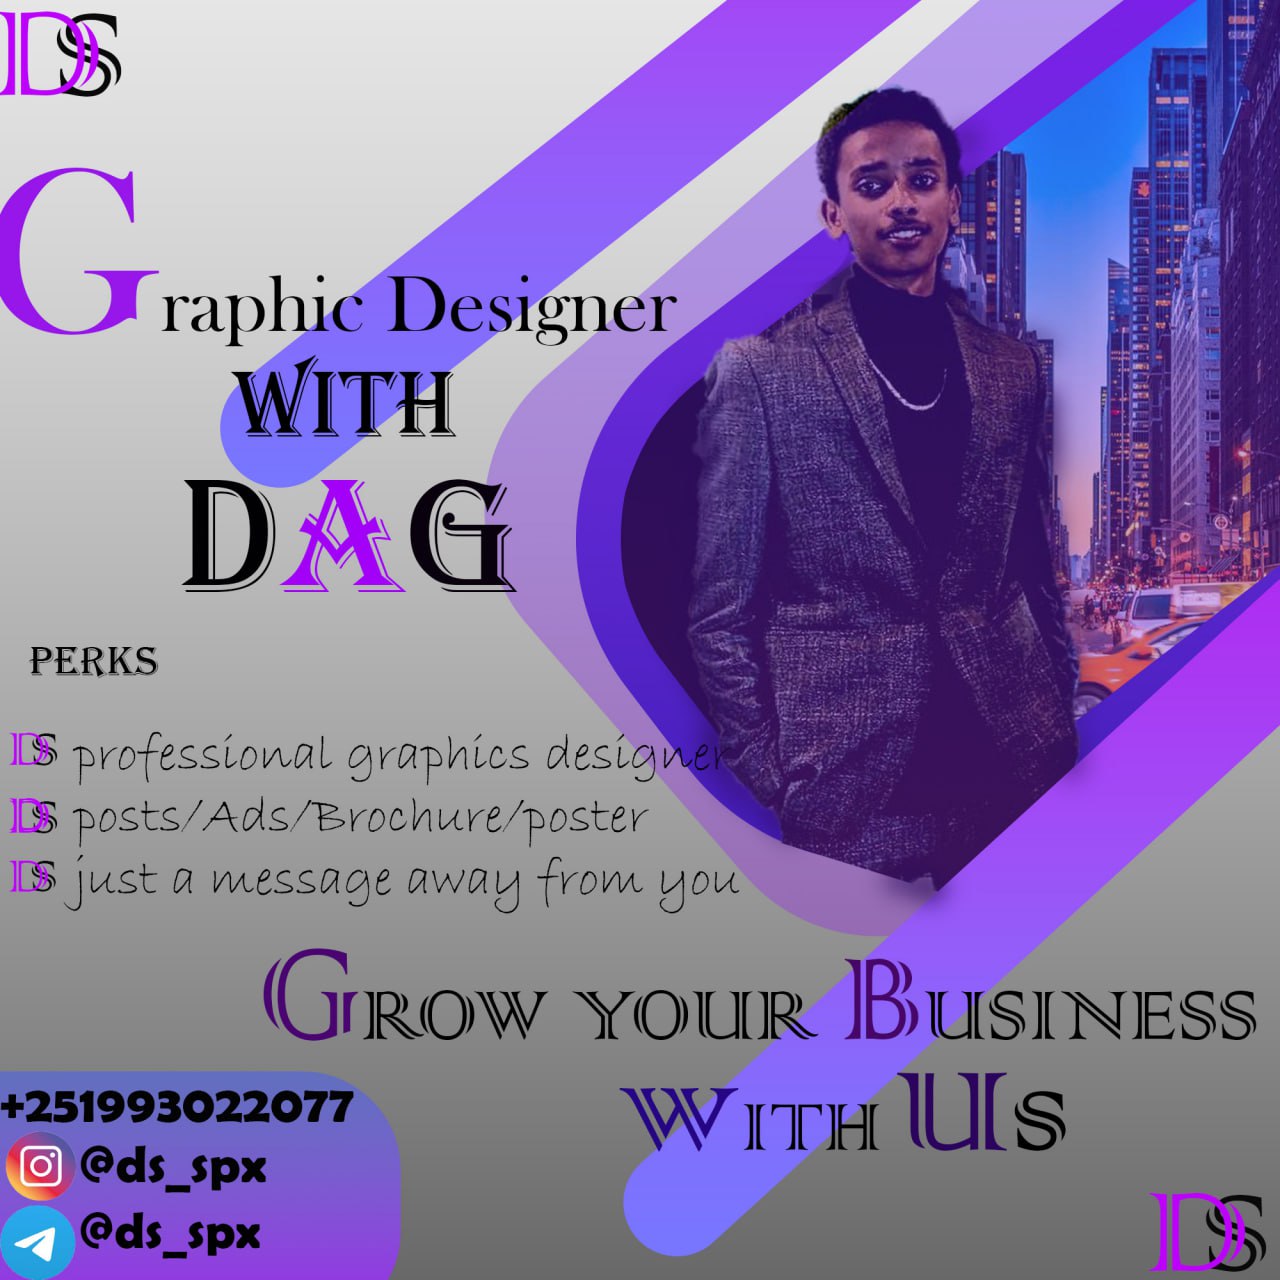 DS
Graphic Designer
WITH
DAG
PERKS
DS professional graphics designer
DS posts/Ads/Brochure/poster
DS just a message away from you
GROW YOUR BUSINESS
WITH US
+251993022077
@ds_spx
@ds_spx
DS